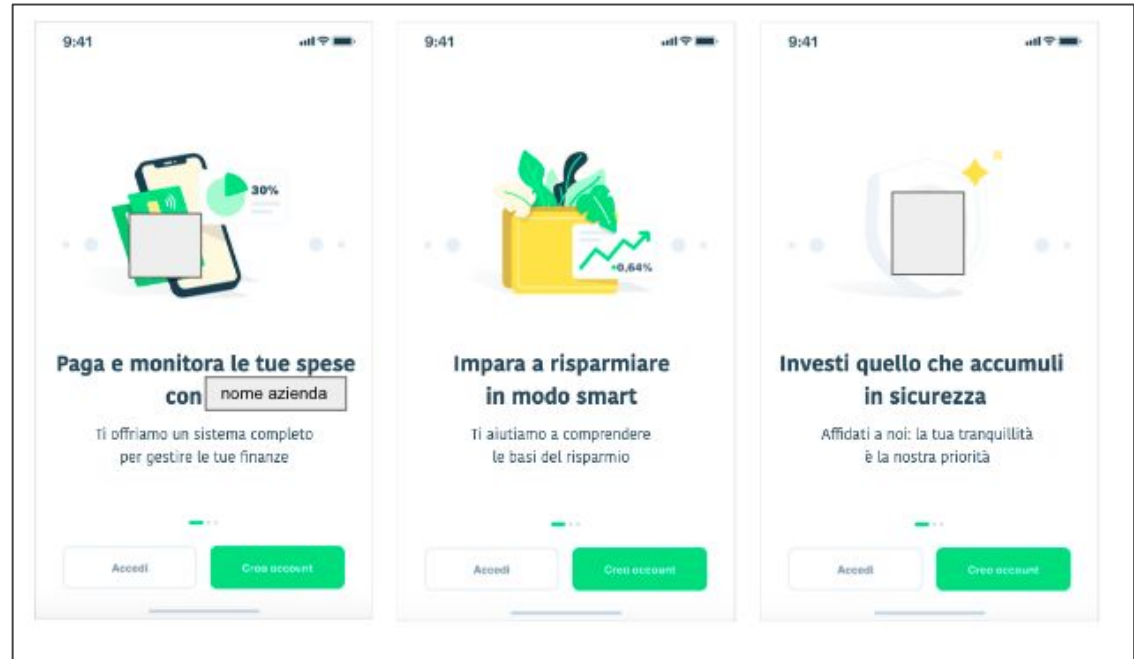 9:41
30%
Paga e monitora le tue spese
con nome azienda
Ti offriamo un sistema completo
per gestire le tue finanze
Accedi
Crea account
9:41
+0,64%
Impara a risparmiare
in modo smart
Ti aiutiamo a comprendere
le basi del risparmio
Accedi
Crea account
9:41
Investi quello che accumuli
in sicurezza
Affidati a noi: la tua tranquillità
è la nostra priorità
Accedi
Crea account